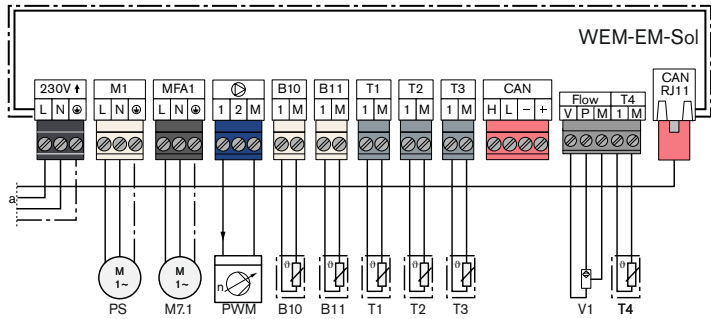 WEM-EM-Sol
230V M1 MFA1 B10 B11 T1 T2 T3 CAN Flow T4 CAN RJ11
L N L N L N 1 2 M 1 M 1 M 1 M 1 M 1 M H L − + V P M 1 M
a
M 1~ M 1~ n ϑ ϑ ϑ ϑ ϑ ϑ
PS M7.1 PWM B10 B11 T1 T2 T3 V1 T4